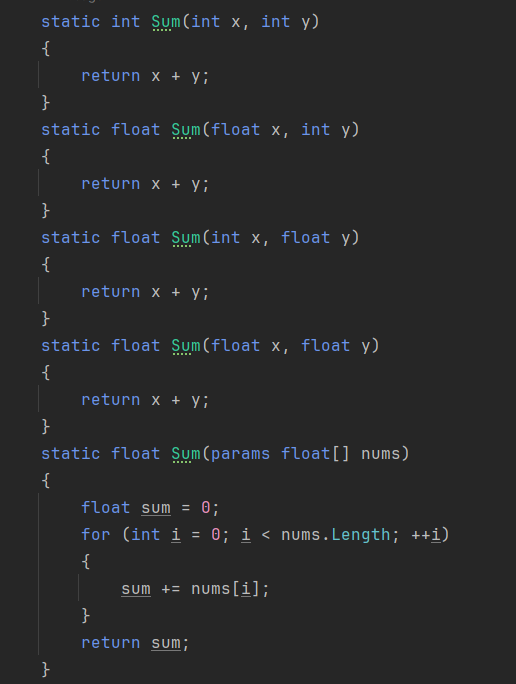 static int Sum(int x, int y)
{
    return x + y;
}
static float Sum(float x, int y)
{
    return x + y;
}
static float Sum(int x, float y)
{
    return x + y;
}
static float Sum(float x, float y)
{
    return x + y;
}
static float Sum(params float[] nums)
{
    float sum = 0;
    for (int i = 0; i < nums.Length; ++i)
    {
        sum += nums[i];
    }
    return sum;
}